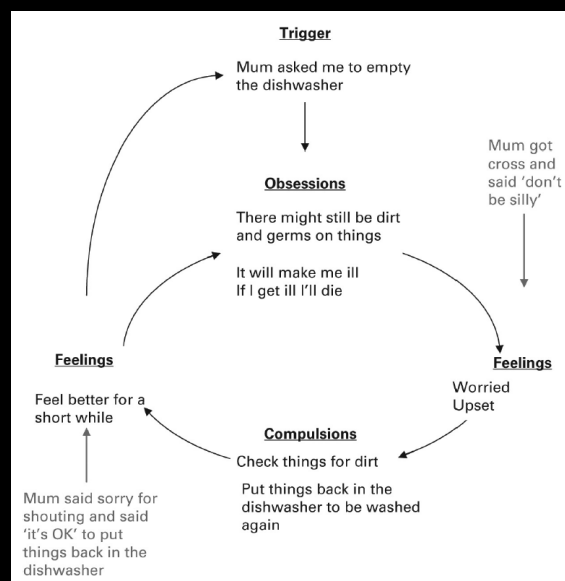 Trigger
Mum asked me to empty
the dishwasher
Mum got
cross and
said ‘don’t
be silly’
Obsessions
There might still be dirt
and germs on things
It will make me ill
If I get ill I’ll die
Feelings
Worried
Upset
Compulsions
Check things for dirt
Put things back in the
dishwasher to be washed
again
Feelings
Feel better for a
short while
Mum said sorry for
shouting and said
‘it’s OK’ to put
things back in the
dishwasher